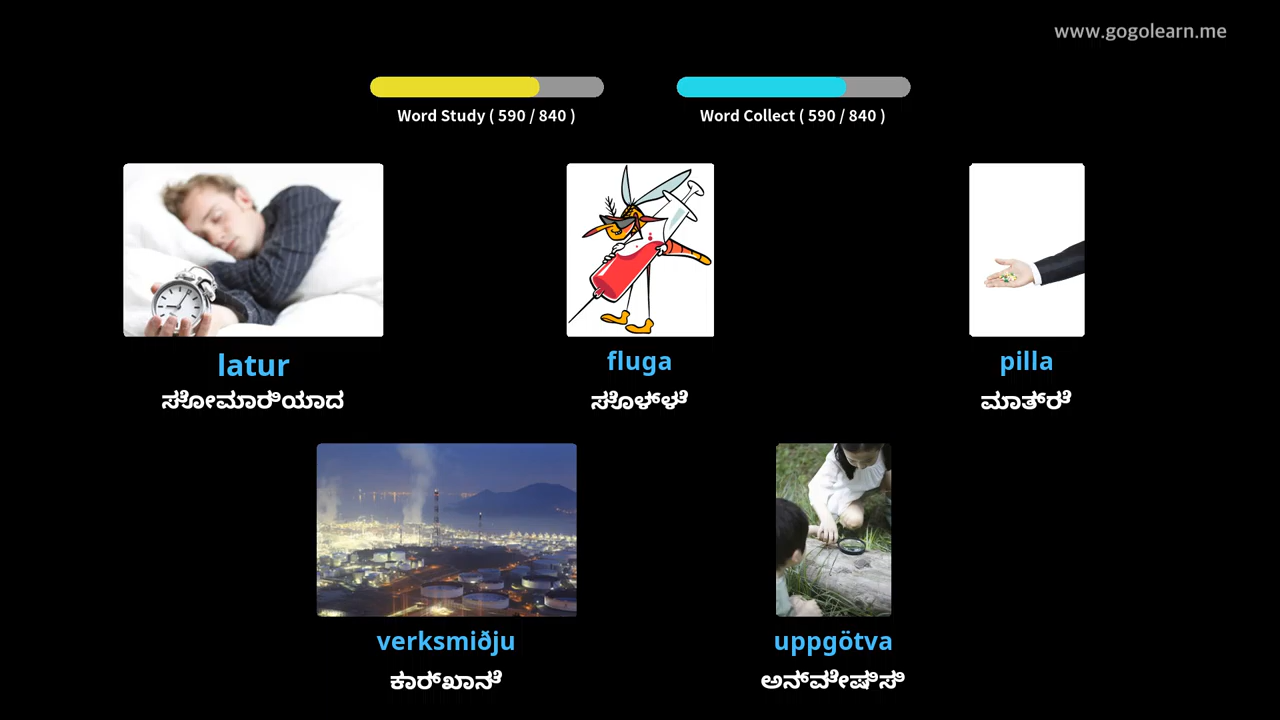 www.gogolearn.me
Word Study ( 590 / 840 )
Word Collect ( 590 / 840 )
latur
ಸೋಮಾರಿಯಾದ
fluga
ಸೊಳ್ಳೆ
pilla
ಮಾತ್ರೆ
verksmiðju
ಕಾರ್ಖಾನೆ
uppgötva
ಅನ್ವೇಷಿಸಿ